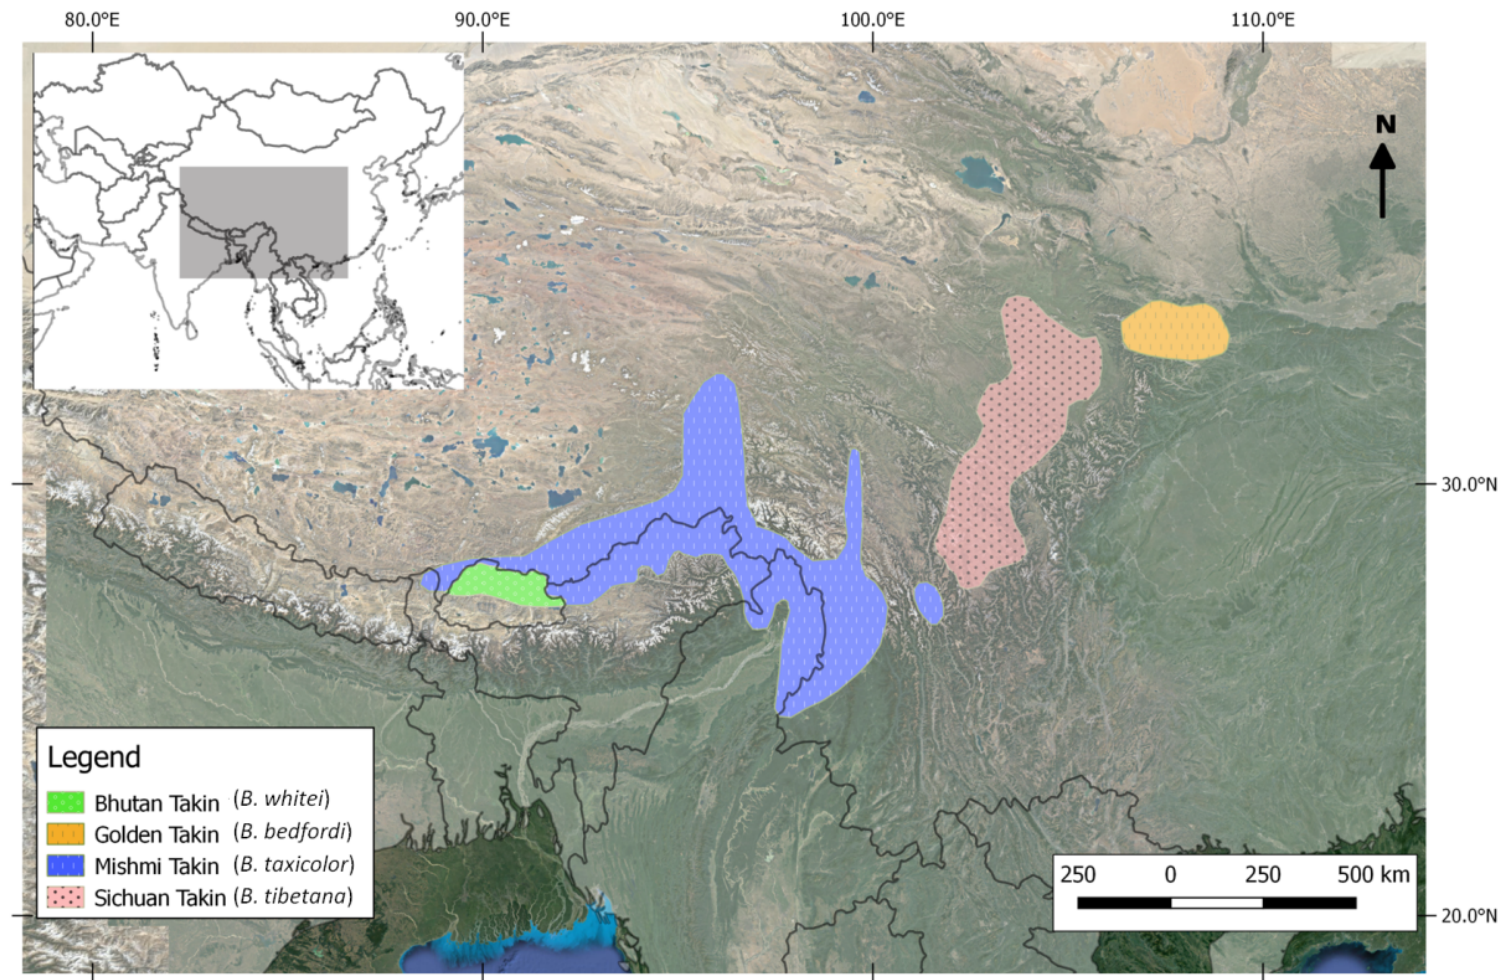 80.0°E 90.0°E 100.0°E 110.0°E
N
30.0°N
Legend
Bhutan Takin (B. whitei)
Golden Takin (B. bedfordi)
Mishmi Takin (B. taxicolor)
Sichuan Takin (B. tibetana)
250 0 250 500 km
20.0°N